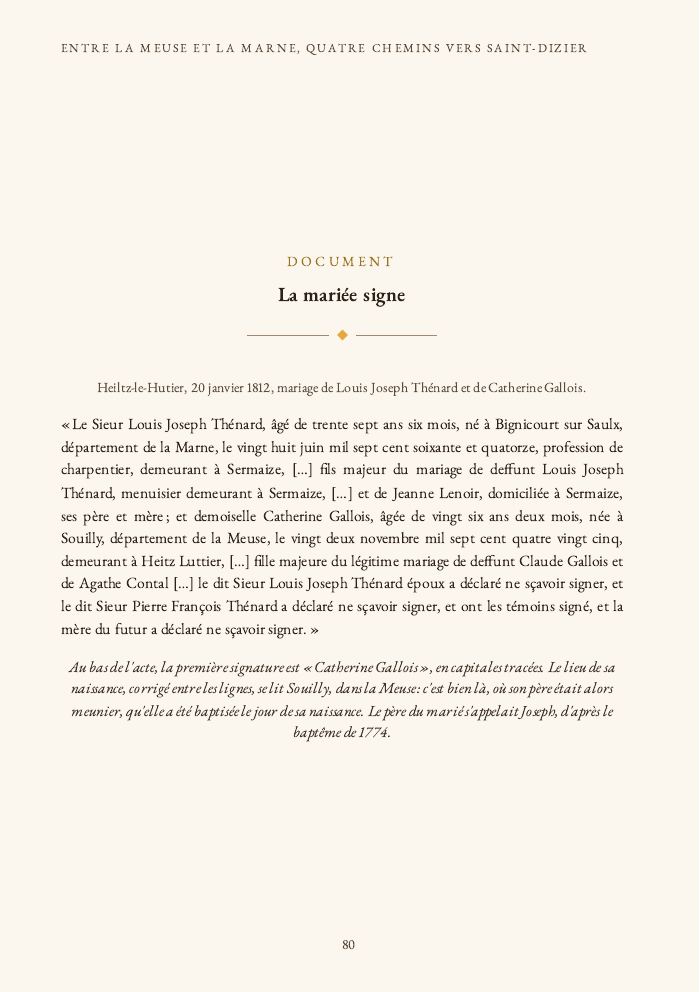 ENTRE LA MEUSE ET LA MARNE, QUATRE CHEMINS VERS SAINT-DIZIER
DOCUMENT
La mariée signe
Heiltz-le-Hutier, 20 janvier 1812, mariage de Louis Joseph Thénard et de Catherine Gallois.
« Le Sieur Louis Joseph Thénard, âgé de trente sept ans six mois, né à Bignicourt sur Saulx,
département de la Marne, le vingt huit juin mil sept cent soixante et quatorze, profession de
charpentier, demeurant à Sermaize, [...] fils majeur du mariage de deffunt Louis Joseph
Thénard, menuisier demeurant à Sermaize, [...] et de Jeanne Lenoir, domiciliée à Sermaize,
ses père et mère ; et demoiselle Catherine Gallois, âgée de vingt six ans deux mois, née à
Souilly, département de la Meuse, le vingt deux novembre mil sept cent quatre vingt cinq,
demeurant à Heitz Luttier, [...] fille majeure du légitime mariage de deffunt Claude Gallois et
de Agathe Contal [...] le dit Sieur Louis Joseph Thénard époux a déclaré ne sçavoir signer, et
le dit Sieur Pierre François Thénard a déclaré ne sçavoir signer, et ont les témoins signé, et la
mère du futur a déclaré ne sçavoir signer. »
Au bas de l'acte, la première signature est « Catherine Gallois », en capitales tracées. Le lieu de sa
naissance, corrigé entre les lignes, se lit Souilly, dans la Meuse : c'est bien là, où son père était alors
meunier, qu'elle a été baptisée le jour de sa naissance. Le père du marié s'appelait Joseph, d'après le
baptême de 1774.
80